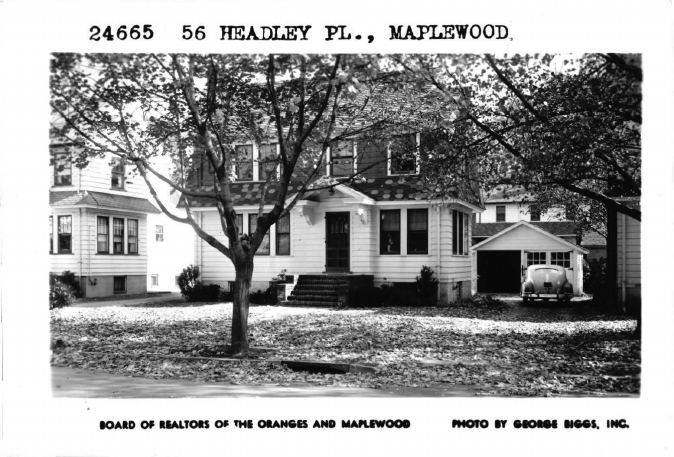 24665 56 HEADLEY PL., MAPLEWOOD.
BOARD OF REALTORS OF THE ORANGES AND MAPLEWOOD PHOTO BY GEORGE BIGGS, INC.